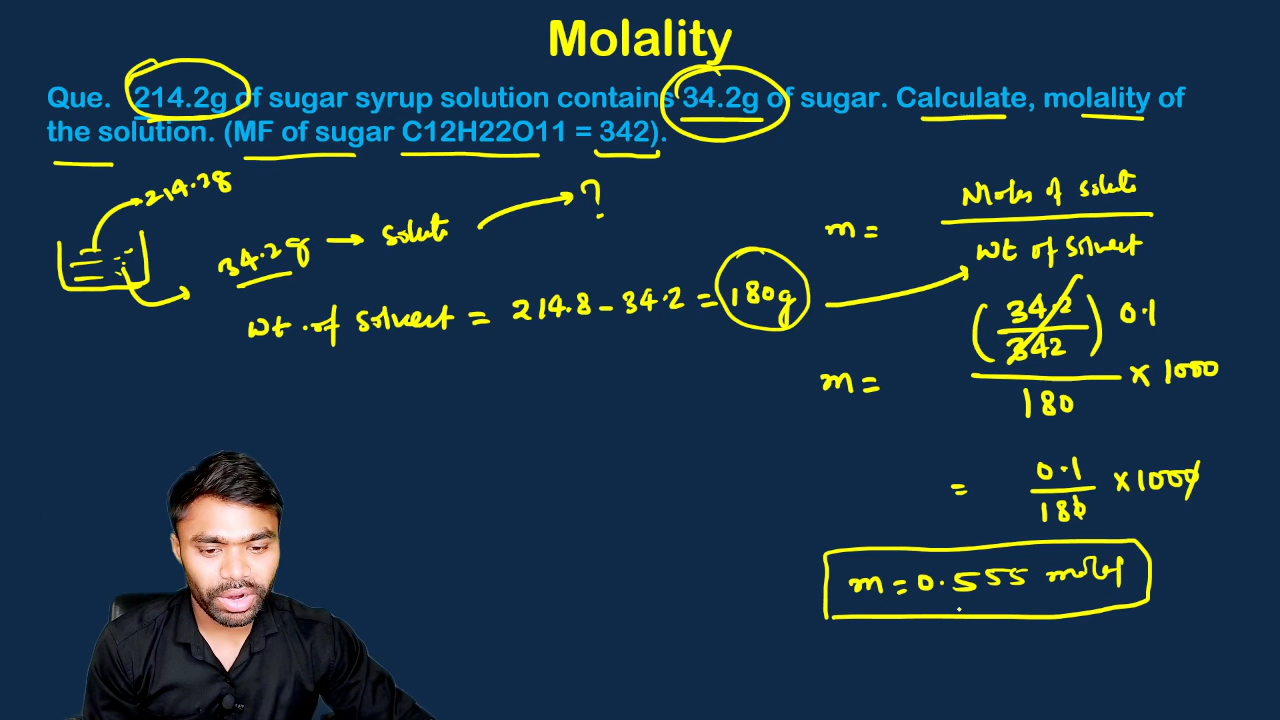 Molality
Que. 214.2g of sugar syrup solution contains 34.2g of sugar. Calculate, molality of
the solution. (MF of sugar C12H22O11 = 342).
214.2g
34.2g → solute → ?
wt. of solvent = 214.8 - 34.2 = 180g
m = Moles of solute
wt of solvent
m = (34.2/342) 0.1
180 × 1000
= 0.1/180 × 1000
m = 0.555 molal